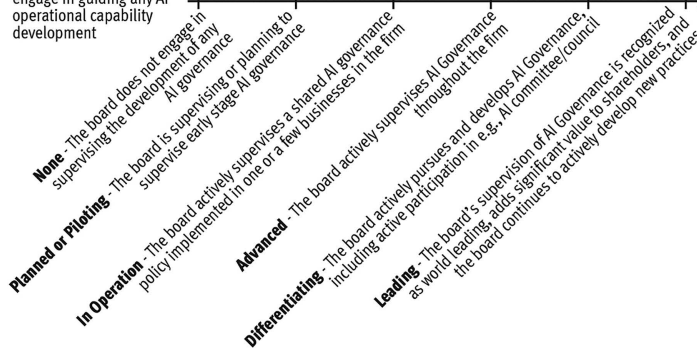 engage in guiding any AI
operational capability
development
None - The board does not engage in
supervising the development of any
AI governance
Planned or Piloting - The board is supervising or planning to
supervise early stage AI governance
In Operation - The board actively supervises a shared AI governance
policy implemented in one or a few businesses in the firm
Advanced - The board actively supervises AI Governance
throughout the firm
Differentiating - The board actively pursues and develops AI Governance,
including active participation in e.g., AI committee/council
Leading - The board's supervision of AI Governance is recognized
as world leading, adds significant value to shareholders, and
the board continues to actively develop new practices